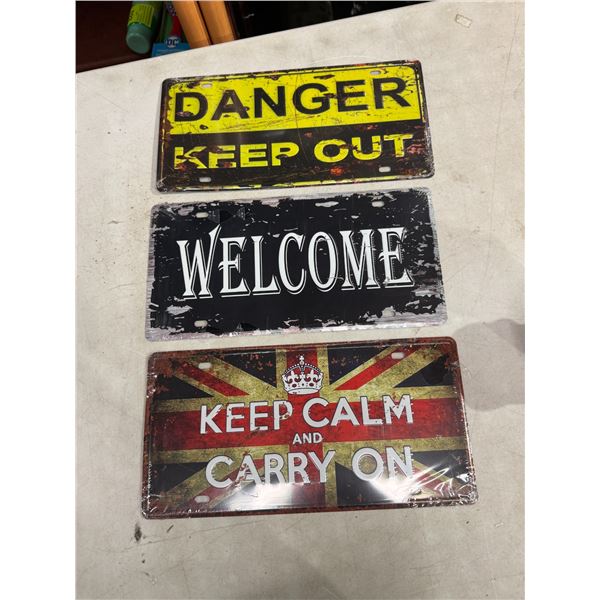 DANGER
KEEP OUT
WELCOME
KEEP CALM
AND
CARRY ON